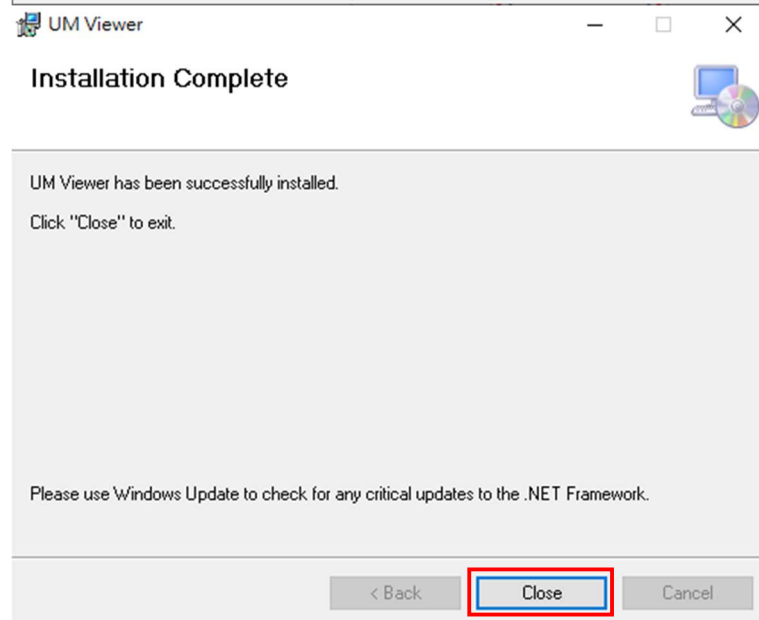 UM Viewer
Installation Complete
UM Viewer has been successfully installed.
Click "Close" to exit.
Please use Windows Update to check for any critical updates to the .NET Framework.
< Back
Close
Cancel